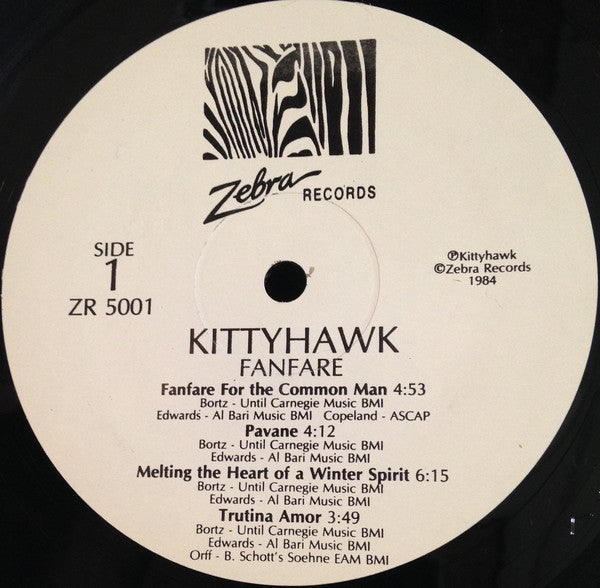 Zebra RECORDS
SIDE
1
ZR 5001
℗Kittyhawk
©Zebra Records
1984
KITTYHAWK
FANFARE
Fanfare For the Common Man 4:53
Bortz - Until Carnegie Music BMI
Edwards - Al Bari Music BMI Copeland - ASCAP
Pavane 4:12
Bortz - Until Carnegie Music BMI
Edwards - Al Bari Music BMI
Melting the Heart of a Winter Spirit 6:15
Bortz - Until Carnegie Music BMI
Edwards - Al Bari Music BMI
Trutina Amor 3:49
Bortz - Until Carnegie Music BMI
Edwards - Al Bari Music BMI
Orff - B. Schott's Soehne EAM BMI